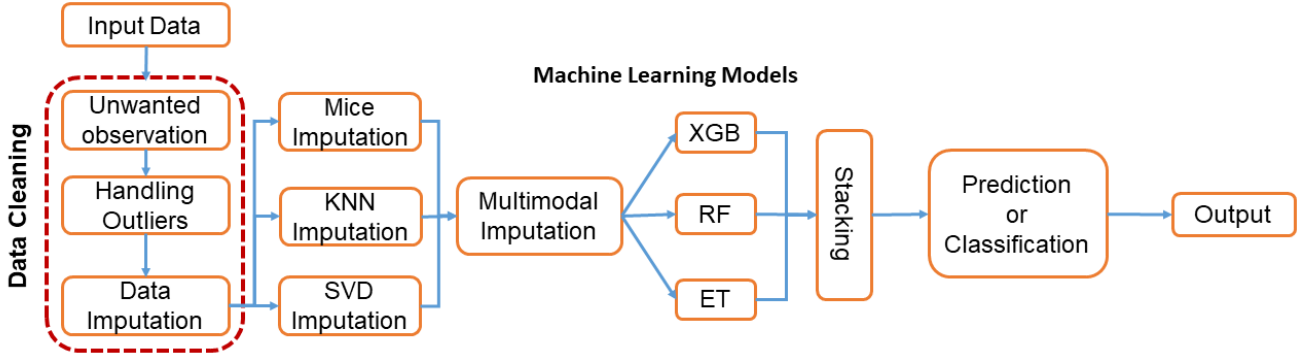 Input Data
Data Cleaning
Unwanted
observation
Handling
Outliers
Data
Imputation
Mice
Imputation
KNN
Imputation
SVD
Imputation
Multimodal
Imputation
Machine Learning Models
XGB
RF
ET
Stacking
Prediction
or
Classification
Output